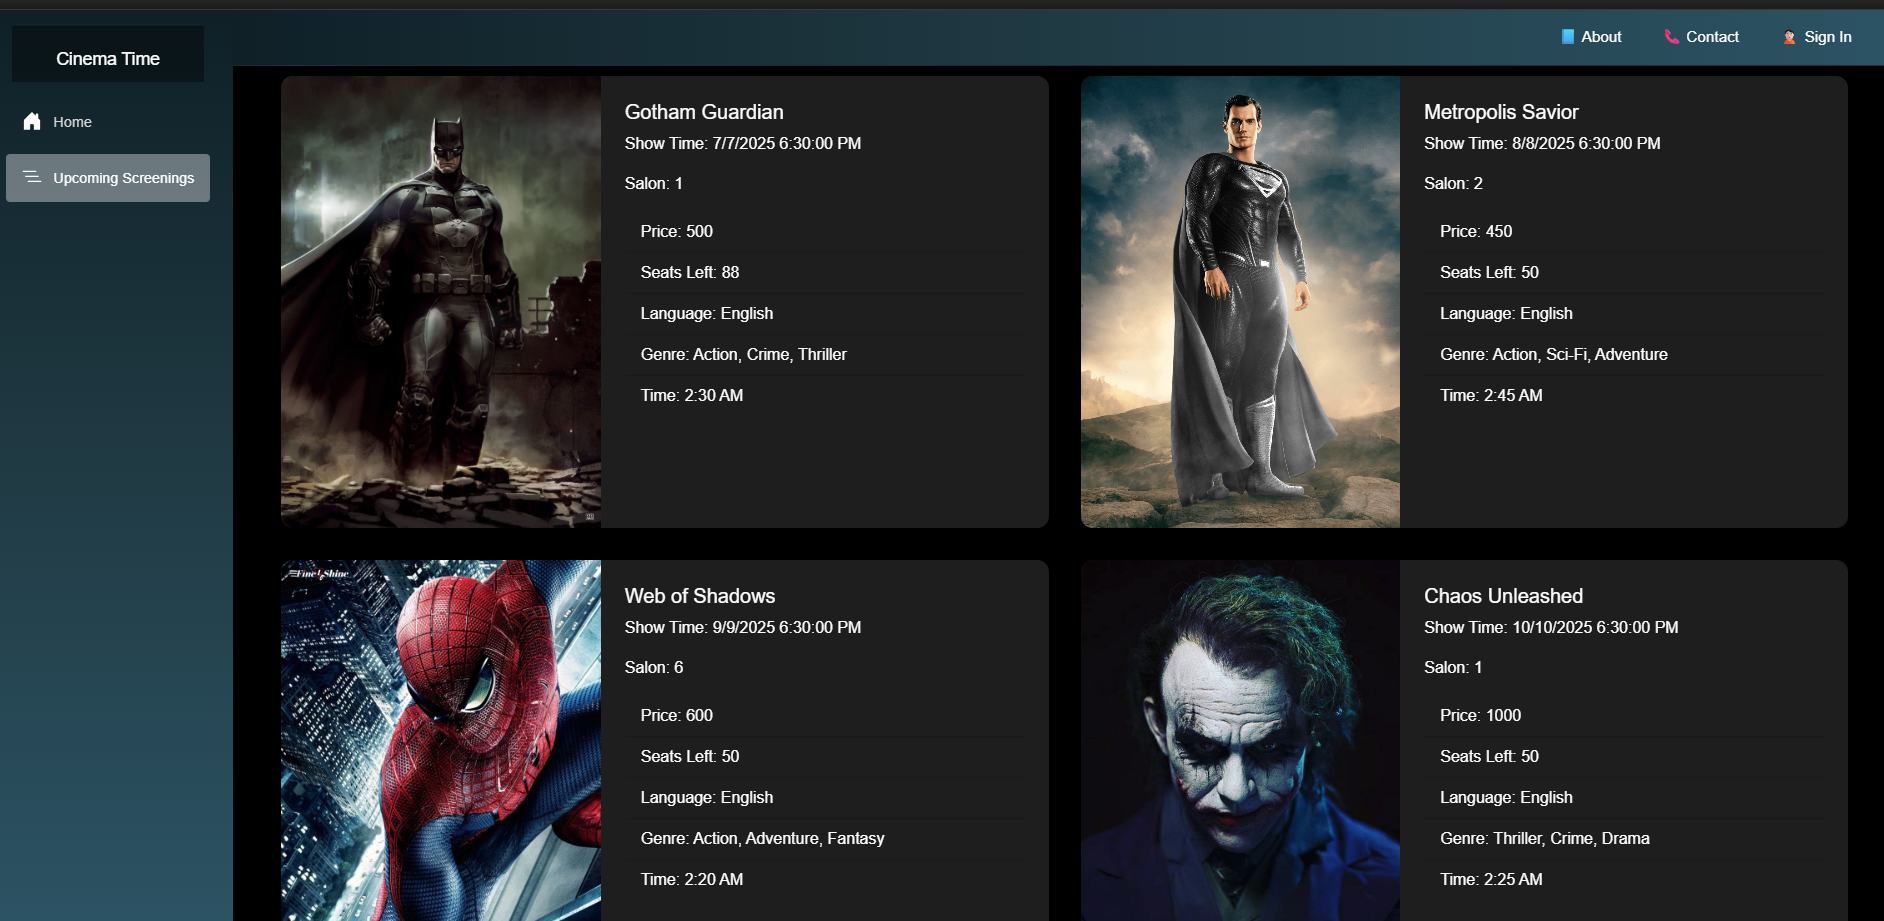 Cinema Time
Home
Upcoming Screenings
About
Contact
Sign In
Gotham Guardian
Show Time: 7/7/2025 6:30:00 PM
Salon: 1
Price: 500
Seats Left: 88
Language: English
Genre: Action, Crime, Thriller
Time: 2:30 AM
Metropolis Savior
Show Time: 8/8/2025 6:30:00 PM
Salon: 2
Price: 450
Seats Left: 50
Language: English
Genre: Action, Sci-Fi, Adventure
Time: 2:45 AM
Web of Shadows
Show Time: 9/9/2025 6:30:00 PM
Salon: 6
Price: 600
Seats Left: 50
Language: English
Genre: Action, Adventure, Fantasy
Time: 2:20 AM
Chaos Unleashed
Show Time: 10/10/2025 6:30:00 PM
Salon: 1
Price: 1000
Seats Left: 50
Language: English
Genre: Thriller, Crime, Drama
Time: 2:25 AM